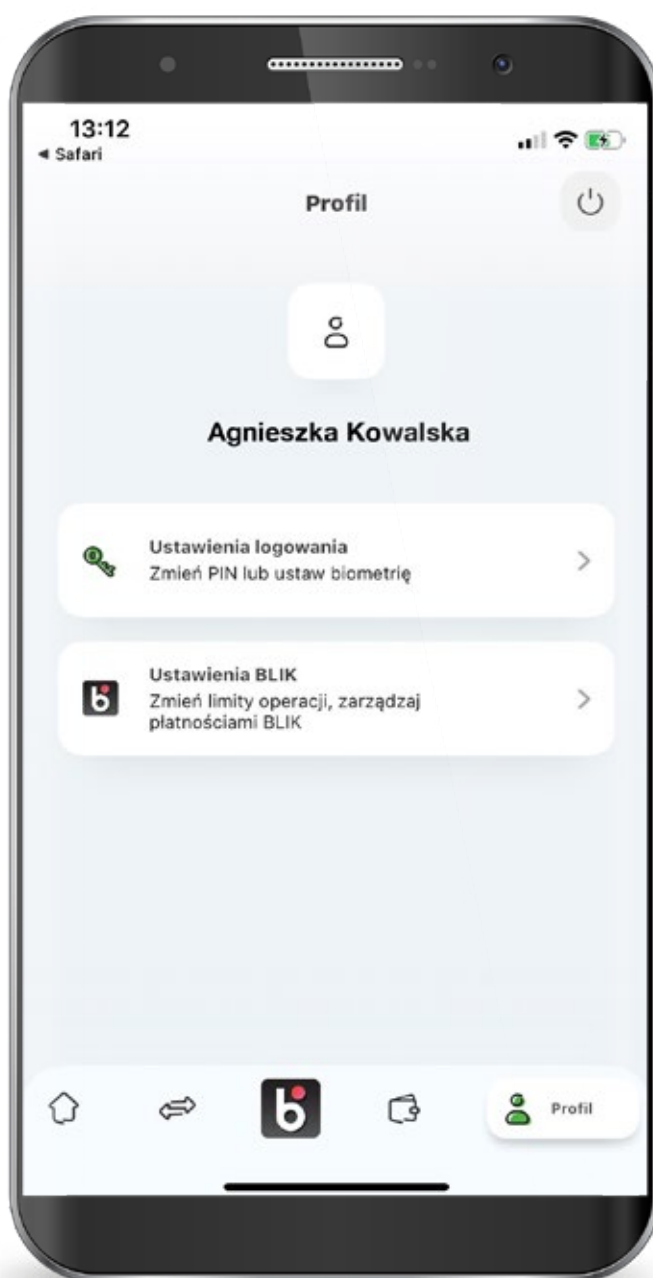 13:12
◄ Safari
Profil
Agnieszka Kowalska
Ustawienia logowania
Zmień PIN lub ustaw biometrię
Ustawienia BLIK
Zmień limity operacji, zarządzaj
płatnościami BLIK
Profil